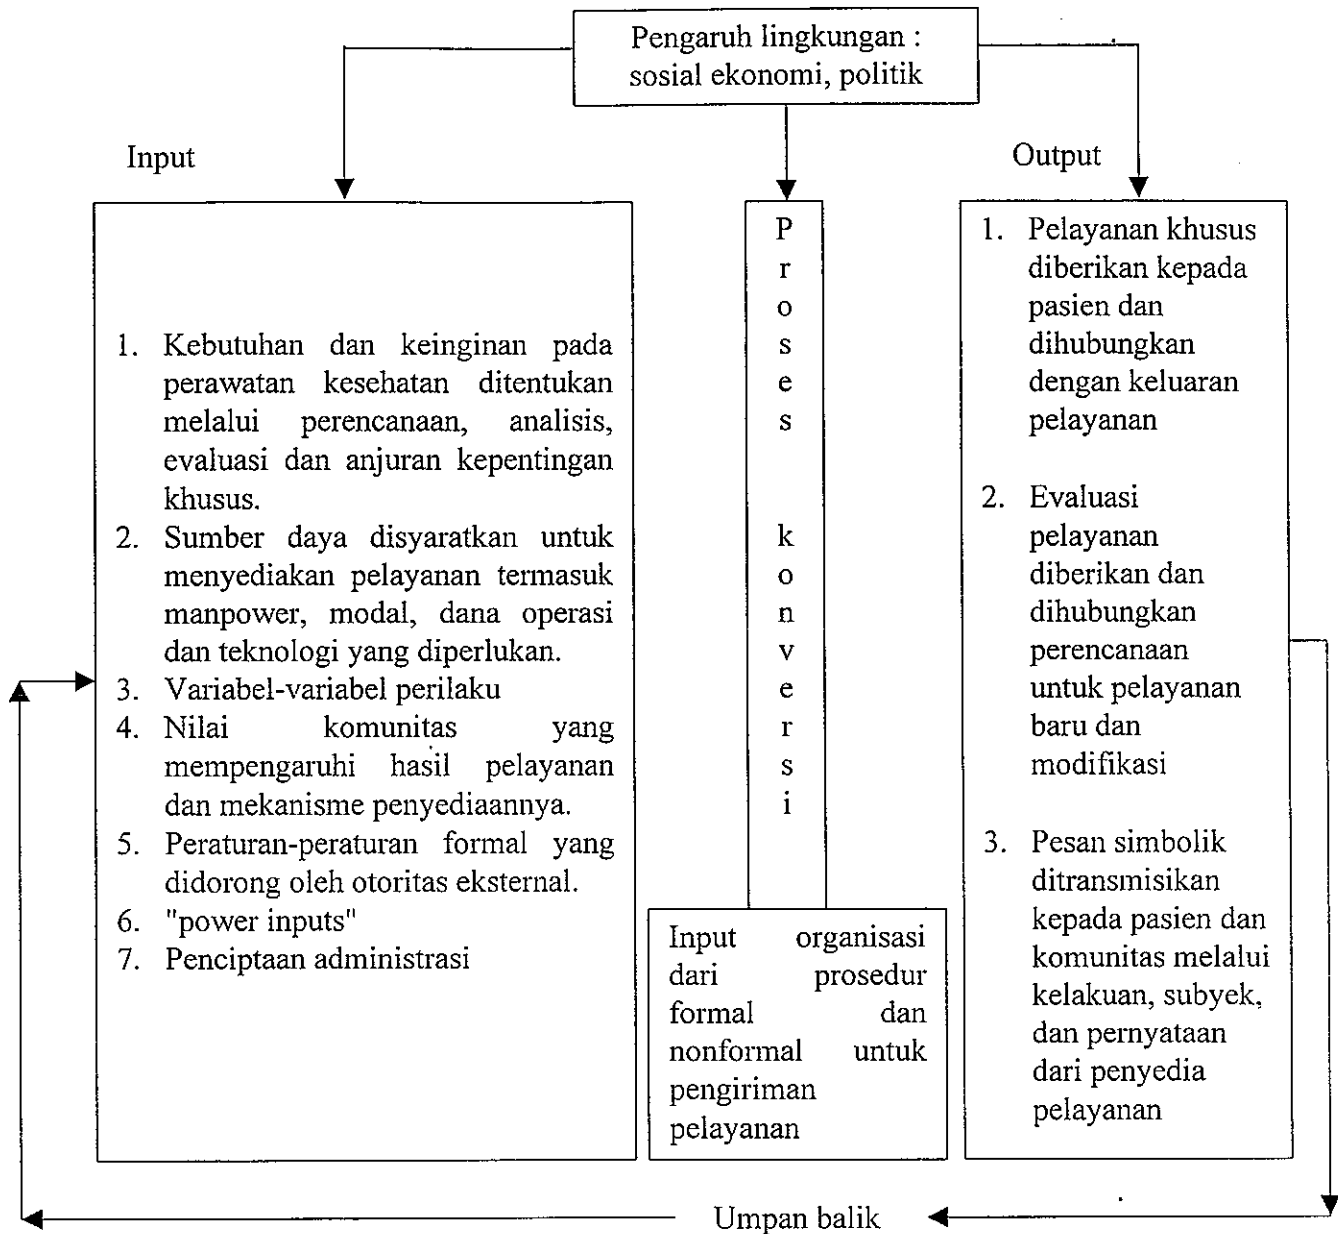 Pengaruh lingkungan :
sosial ekonomi, politik
Input
1. Kebutuhan dan keinginan pada
perawatan kesehatan ditentukan
melalui perencanaan, analisis,
evaluasi dan anjuran kepentingan
khusus.
2. Sumber daya disyaratkan untuk
menyediakan pelayanan termasuk
manpower, modal, dana operasi
dan teknologi yang diperlukan.
3. Variabel-variabel perilaku
4. Nilai komunitas yang
mempengaruhi hasil pelayanan
dan mekanisme penyediaannya.
5. Peraturan-peraturan formal yang
didorong oleh otoritas eksternal.
6. "power inputs"
7. Penciptaan administrasi
Proses konversi
Input organisasi
dari prosedur
formal dan
nonformal untuk
pengiriman
pelayanan
Output
1. Pelayanan khusus
diberikan kepada
pasien dan
dihubungkan
dengan keluaran
pelayanan
2. Evaluasi
pelayanan
diberikan dan
dihubungkan
perencanaan
untuk pelayanan
baru dan
modifikasi
3. Pesan simbolik
ditransmisikan
kepada pasien dan
komunitas melalui
kelakuan, subyek,
dan pernyataan
dari penyedia
pelayanan
Umpan balik